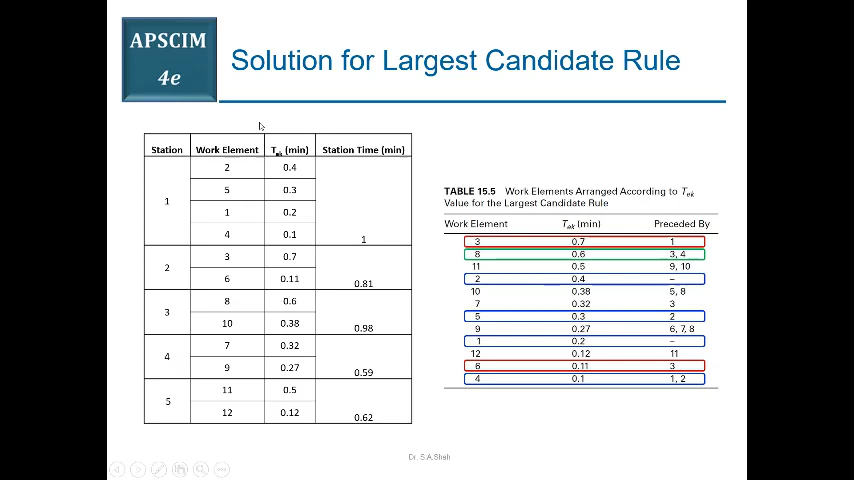 APSCIM
4e
Solution for Largest Candidate Rule
Station Work Element Tek (min) Station Time (min)
1
2 0.4
5 0.3
1 0.2
4 0.1
1
2
3 0.7
6 0.11
0.81
3
8 0.6
10 0.38
0.98
4
7 0.32
9 0.27
0.59
5
11 0.5
12 0.12
0.62
TABLE 15.5 Work Elements Arranged According to Tek
Value for the Largest Candidate Rule
Work Element Tek (min) Preceded By
3 0.7 1
8 0.6 3, 4
11 0.5 9, 10
2 0.4 –
10 0.38 5, 8
7 0.32 3
5 0.3 2
9 0.27 6, 7, 8
1 0.2 –
12 0.12 11
6 0.11 3
4 0.1 1, 2
Dr. S.A.Shah